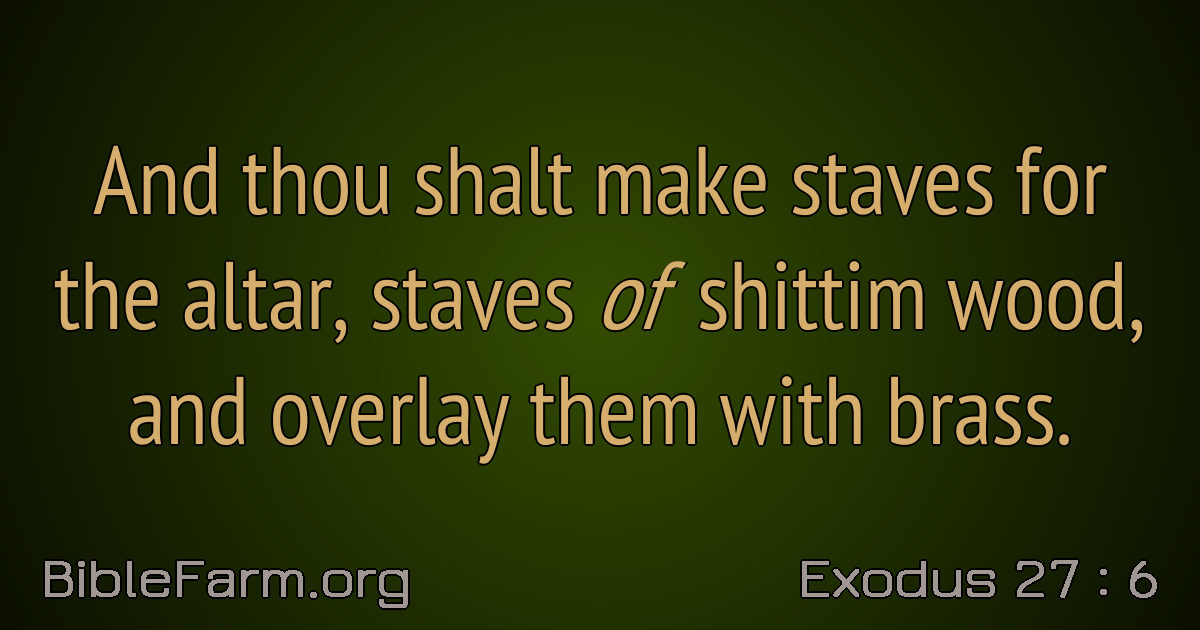 And thou shalt make staves for
the altar, staves of shittim wood,
and overlay them with brass.
BibleFarm.org
Exodus 27 : 6